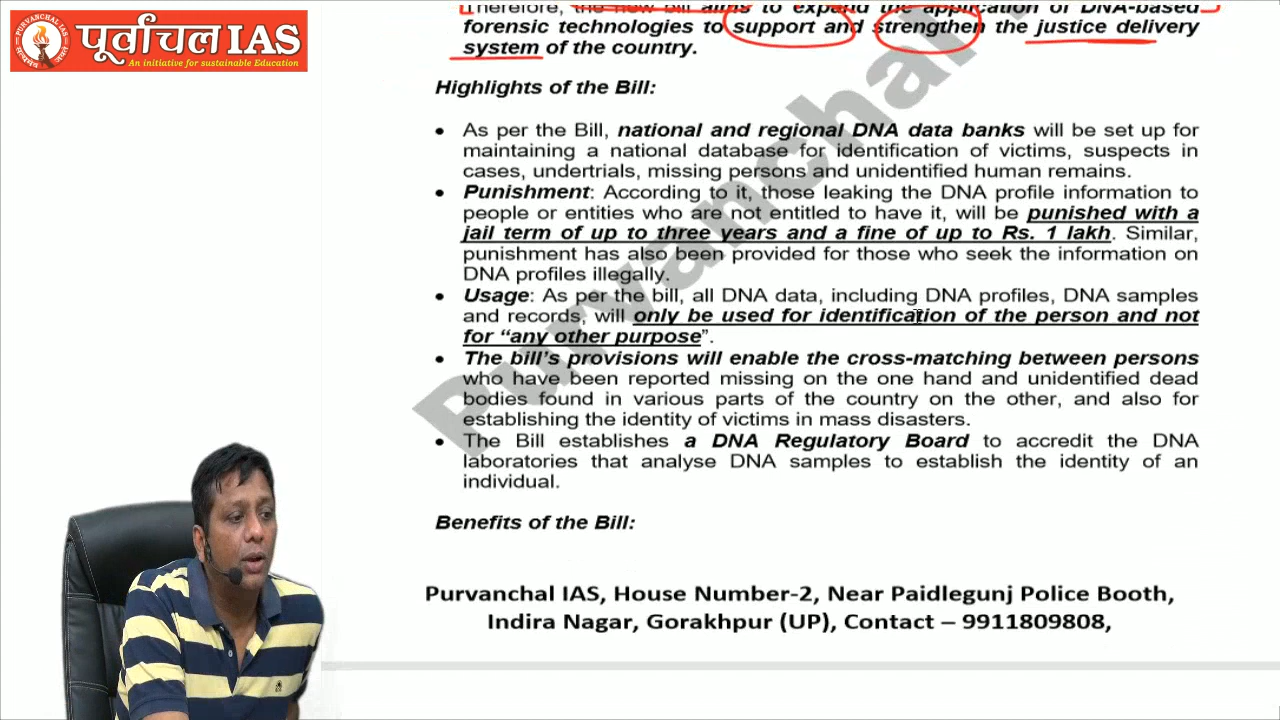 पूर्वांचल IAS
An initiative for sustainable Education
PURVANCHAL IAS
Therefore, the new bill aims to expand the application of DNA-based
forensic technologies to support and strengthen the justice delivery
system of the country.
Highlights of the Bill:
• As per the Bill, national and regional DNA data banks will be set up for
maintaining a national database for identification of victims, suspects in
cases, undertrials, missing persons and unidentified human remains.
• Punishment: According to it, those leaking the DNA profile information to
people or entities who are not entitled to have it, will be punished with a
jail term of up to three years and a fine of up to Rs. 1 lakh. Similar,
punishment has also been provided for those who seek the information on
DNA profiles illegally.
• Usage: As per the bill, all DNA data, including DNA profiles, DNA samples
and records, will only be used for identification of the person and not
for “any other purpose”.
• The bill’s provisions will enable the cross-matching between persons
who have been reported missing on the one hand and unidentified dead
bodies found in various parts of the country on the other, and also for
establishing the identity of victims in mass disasters.
• The Bill establishes a DNA Regulatory Board to accredit the DNA
laboratories that analyse DNA samples to establish the identity of an
individual.
Benefits of the Bill:
Purvanchal
Purvanchal IAS, House Number-2, Near Paidlegunj Police Booth,
Indira Nagar, Gorakhpur (UP), Contact – 9911809808,